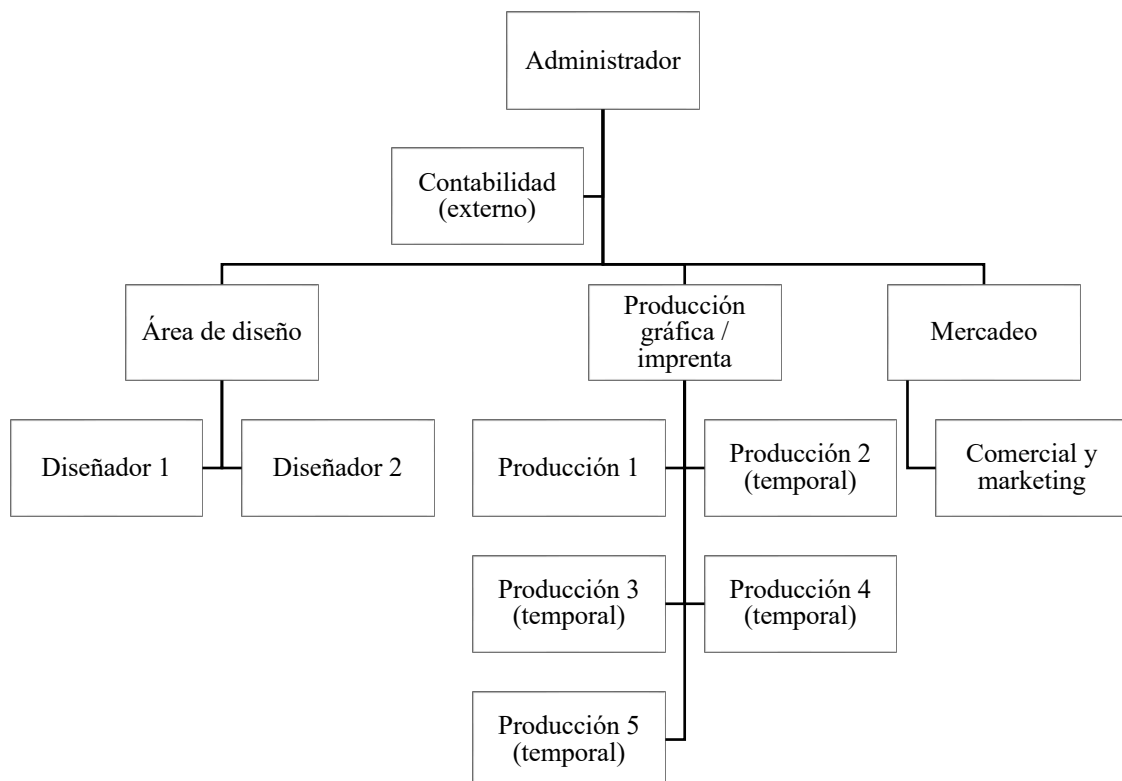 Administrador
Contabilidad
(externo)
Área de diseño
Producción
gráfica /
imprenta
Mercadeo
Diseñador 1
Diseñador 2
Producción 1
Producción 2
(temporal)
Comercial y
marketing
Producción 3
(temporal)
Producción 4
(temporal)
Producción 5
(temporal)